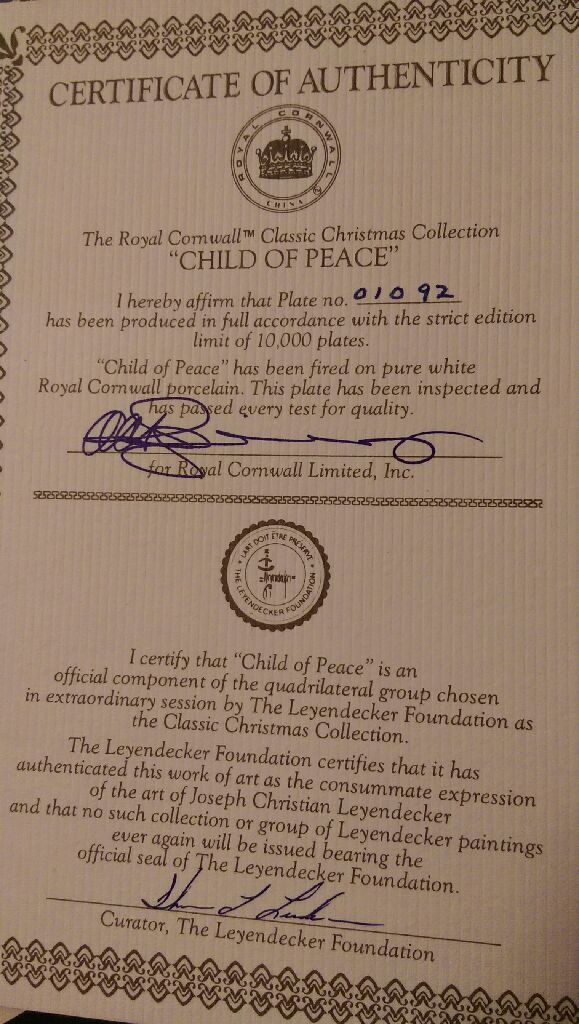 CERTIFICATE OF AUTHENTICITY
ROYAL CORNWALL
CHINA
The Royal Cornwall™ Classic Christmas Collection
"CHILD OF PEACE"
I hereby affirm that Plate no. 01092
has been produced in full accordance with the strict edition
limit of 10,000 plates.
"Child of Peace" has been fired on pure white
Royal Cornwall porcelain. This plate has been inspected and
has passed every test for quality.
for Royal Cornwall Limited, Inc.
L'ART DOIT ÊTRE PRÉSERVÉ
THE LEYENDECKER FOUNDATION
I certify that "Child of Peace" is an
official component of the quadrilateral group chosen
in extraordinary session by The Leyendecker Foundation as
the Classic Christmas Collection.
The Leyendecker Foundation certifies that it has
authenticated this work of art as the consummate expression
of the art of Joseph Christian Leyendecker
and that no such collection or group of Leyendecker paintings
ever again will be issued bearing the
official seal of The Leyendecker Foundation.
Curator, The Leyendecker Foundation